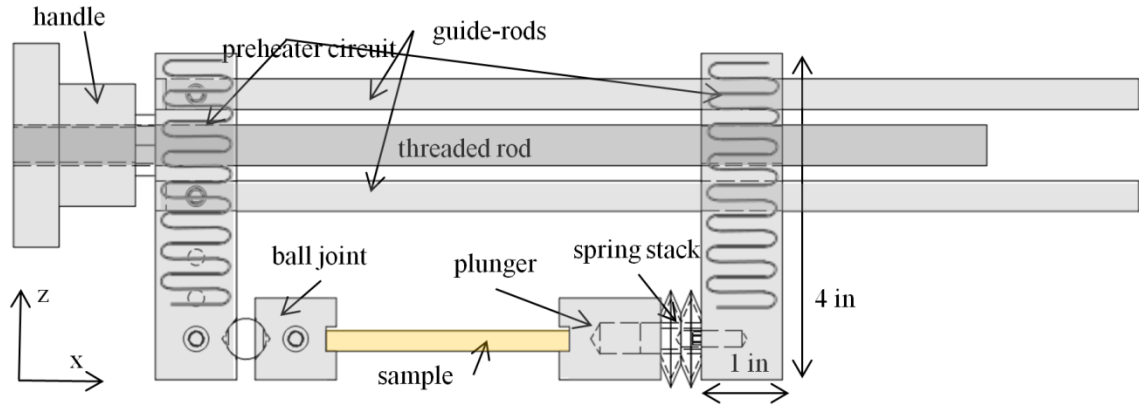 handle
preheater circuit
guide-rods
threaded rod
ball joint
plunger
spring stack
z
4 in
x
sample
1 in